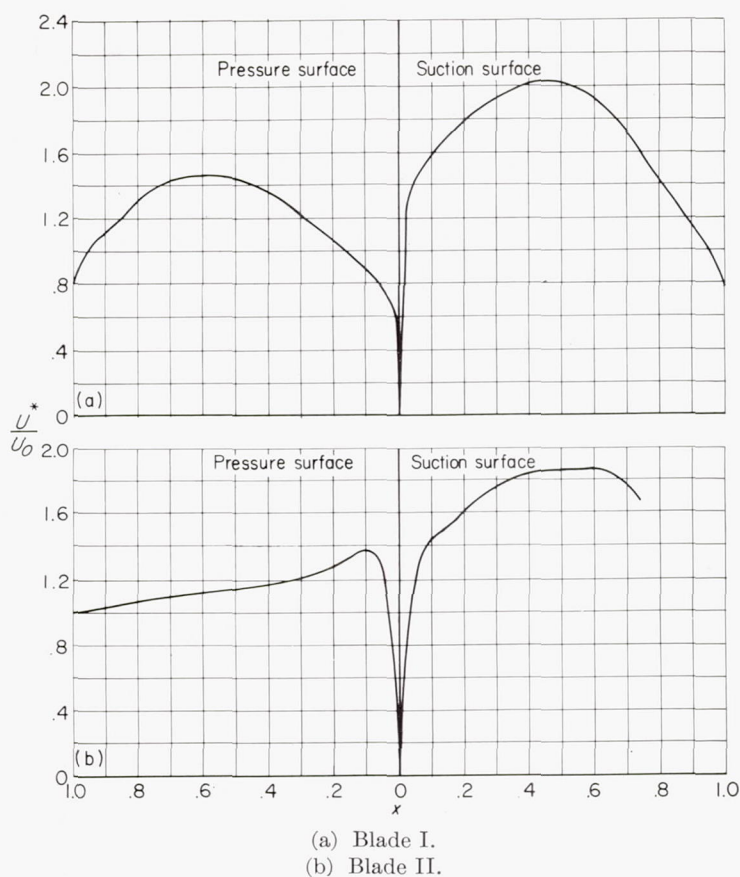 2.4
Pressure surface
Suction surface
2.0
1.6
1.2
.8
.4
0
(a)
U*
U0
2.0
Pressure surface
Suction surface
1.6
1.2
.8
.4
0
(b)
1.0 .8 .6 .4 .2 0 .2 .4 .6 .8 1.0
x
(a) Blade I.
(b) Blade II.